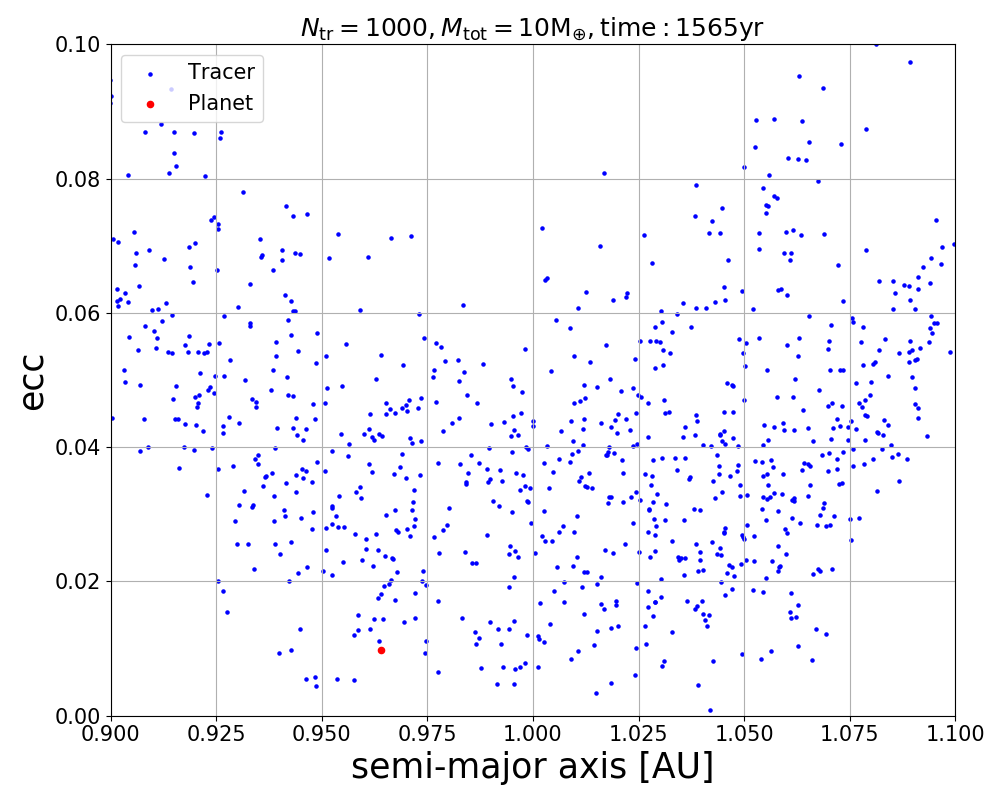 N_tr = 1000, M_tot = 10M_⊕, time : 1565yr
Tracer
Planet
0.10
0.08
0.06
0.04
0.02
0.00
ecc
0.900 0.925 0.950 0.975 1.000 1.025 1.050 1.075 1.100
semi-major axis [AU]